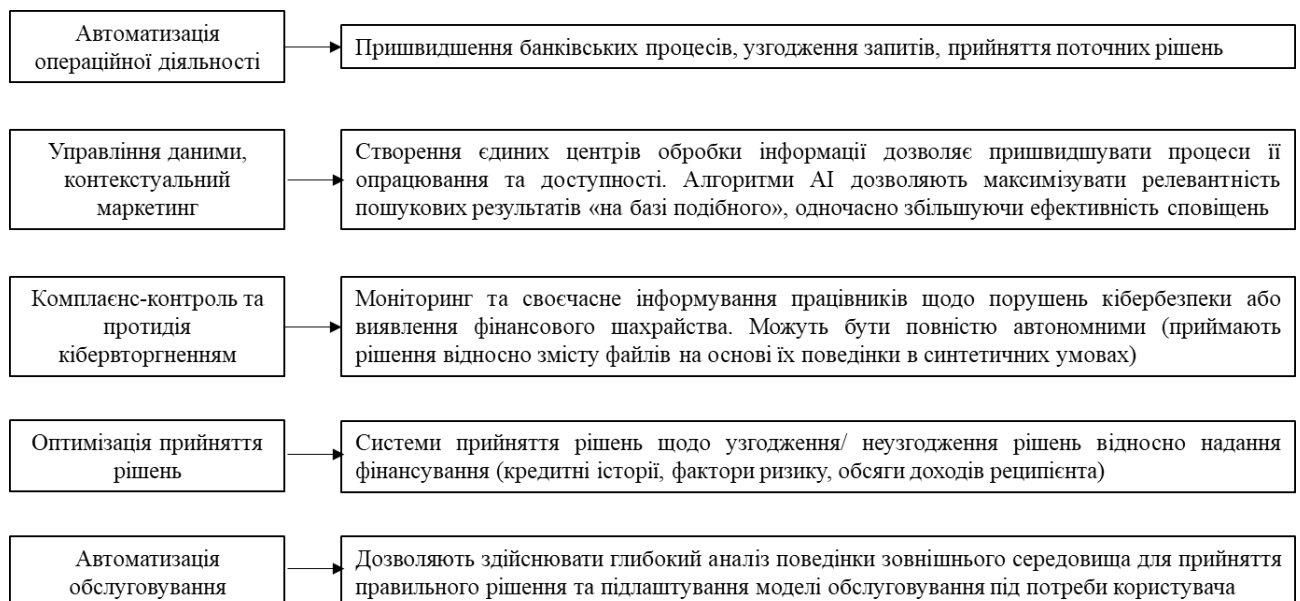 Автоматизація
операційної діяльності
Пришвидшення банківських процесів, узгодження запитів, прийняття поточних рішень
Управління даними,
контекстуальний
маркетинг
Створення єдиних центрів обробки інформації дозволяє пришвидшувати процеси її
опрацювання та доступності. Алгоритми АІ дозволяють максимізувати релевантність
пошукових результатів «на базі подібного», одночасно збільшуючи ефективність сповіщень
Комплаєнс-контроль та
протидія
кібервторгненням
Моніторинг та своєчасне інформування працівників щодо порушень кібербезпеки або
виявлення фінансового шахрайства. Можуть бути повністю автономними (приймають
рішення відносно змісту файлів на основі їх поведінки в синтетичних умовах)
Оптимізація прийняття
рішень
Системи прийняття рішень щодо узгодження/ неузгодження рішень відносно надання
фінансування (кредитні історії, фактори ризику, обсяги доходів реципієнта)
Автоматизація
обслуговування
Дозволяють здійснювати глибокий аналіз поведінки зовнішнього середовища для прийняття
правильного рішення та підлаштування моделі обслуговування під потреби користувача